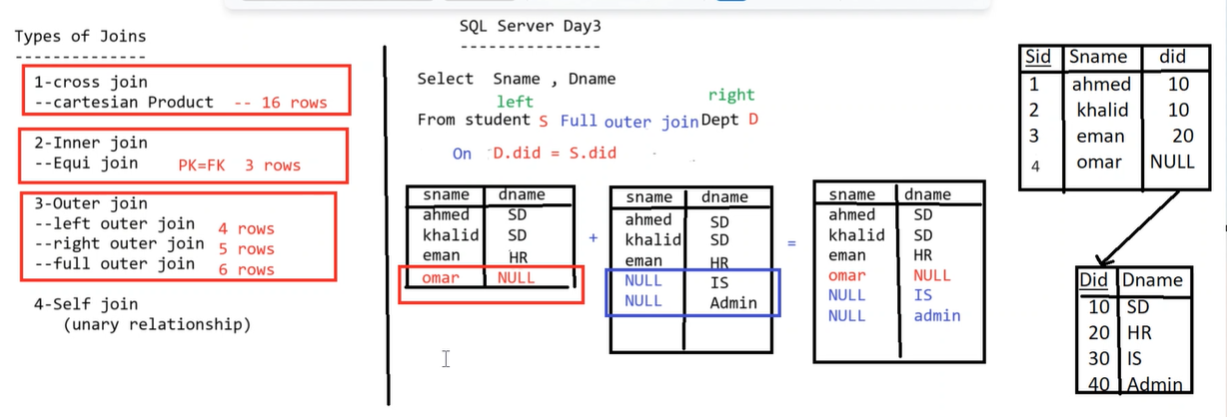 Types of Joins
--------------
1-cross join
--cartesian Product -- 16 rows
2-Inner join
--Equi join PK=FK 3 rows
3-Outer join
--left outer join 4 rows
--right outer join 5 rows
--full outer join 6 rows
4-Self join
(unary relationship)
SQL Server Day3
---------------
Select Sname , Dname
left right
From student S Full outer join Dept D
On D.did = S.did
sname dname
ahmed SD
khalid SD
eman HR
omar NULL
+
sname dname
ahmed SD
khalid SD
eman HR
NULL IS
NULL Admin
=
sname dname
ahmed SD
khalid SD
eman HR
omar NULL
NULL IS
NULL admin
Sid Sname did
1 ahmed 10
2 khalid 10
3 eman 20
4 omar NULL
Did Dname
10 SD
20 HR
30 IS
40 Admin